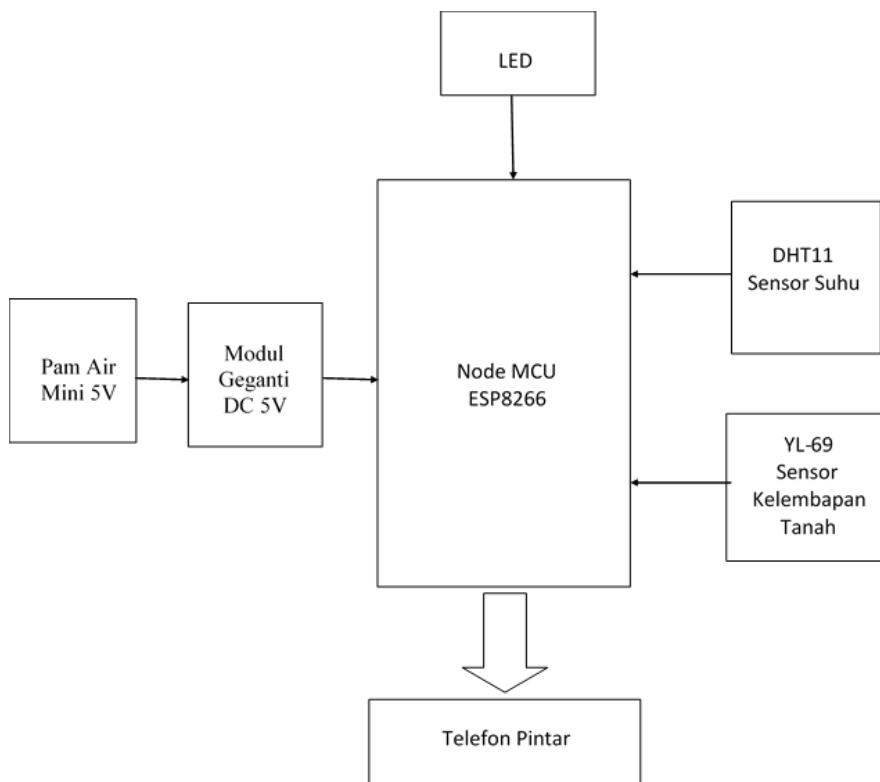 LED
DHT11
Sensor Suhu
Pam Air
Mini 5V
Modul
Geganti
DC 5V
Node MCU
ESP8266
YL-69
Sensor
Kelembapan
Tanah
Telefon Pintar